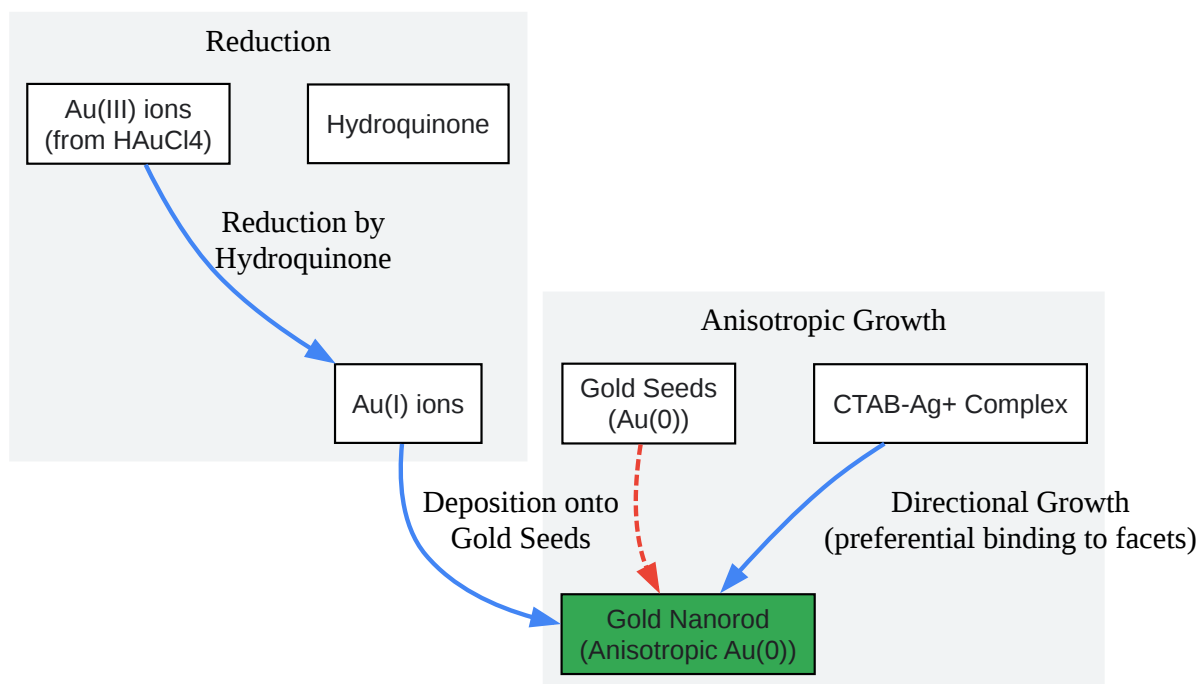 Reduction
Au(III) ions
(from HAuCl4)
Hydroquinone
Reduction by
Hydroquinone
Au(I) ions
Anisotropic Growth
Gold Seeds
(Au(0))
CTAB-Ag+ Complex
Deposition onto
Gold Seeds
Directional Growth
(preferential binding to facets)
Gold Nanorod
(Anisotropic Au(0))